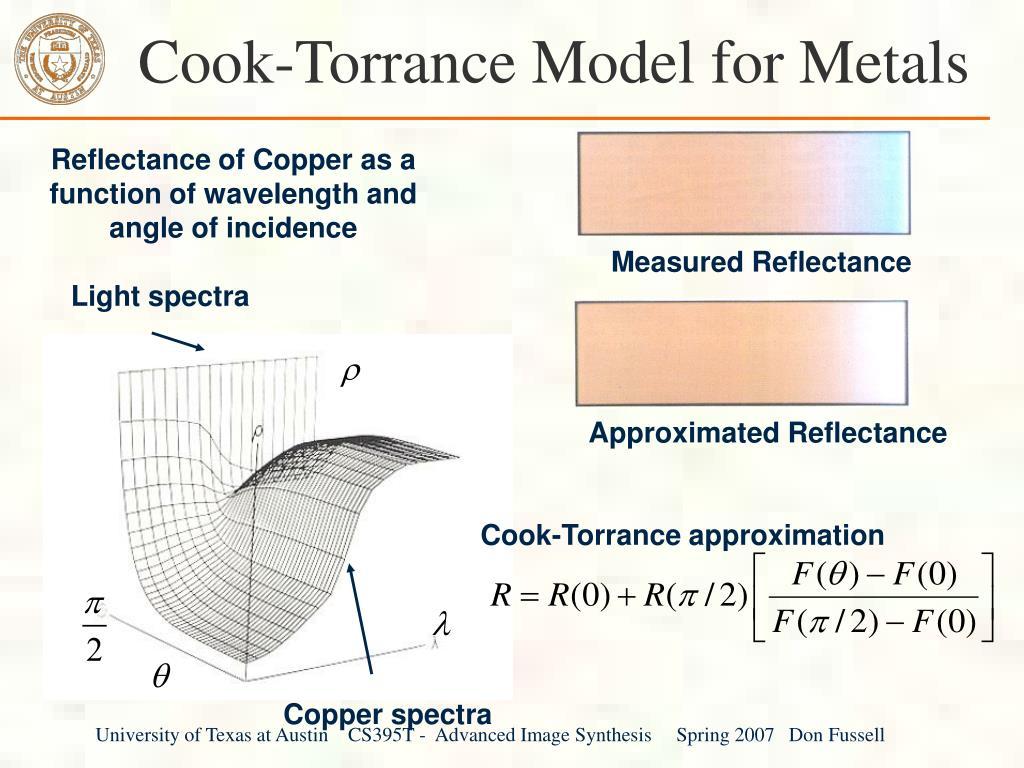 Cook-Torrance Model for Metals
Reflectance of Copper as a
function of wavelength and
angle of incidence
Light spectra
Measured Reflectance
Approximated Reflectance
ρ
ρ
π/2
θ
λ
λ
Copper spectra
Cook-Torrance approximation
R = R(0) + R(π / 2) [ (F(θ) − F(0)) / (F(π / 2) − F(0)) ]
University of Texas at Austin CS395T - Advanced Image Synthesis Spring 2007 Don Fussell